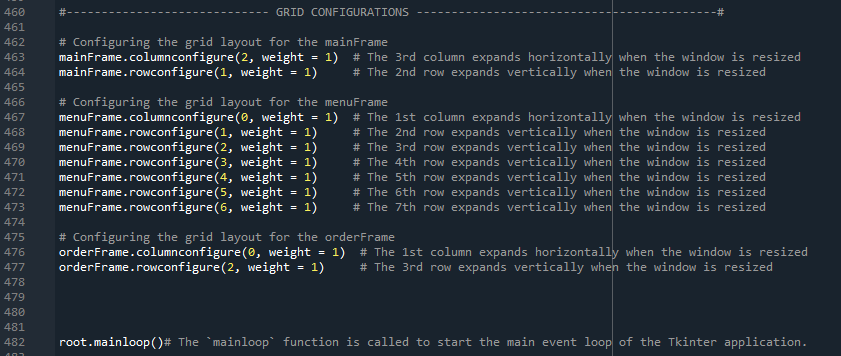 460 #---------------------------- GRID CONFIGURATIONS ------------------------------------------#
461
462 # Configuring the grid layout for the mainFrame
463 mainFrame.columnconfigure(2, weight = 1)  # The 3rd column expands horizontally when the window is resized
464 mainFrame.rowconfigure(1, weight = 1)     # The 2nd row expands vertically when the window is resized
465
466 # Configuring the grid layout for the menuFrame
467 menuFrame.columnconfigure(0, weight = 1)  # The 1st column expands horizontally when the window is resized
468 menuFrame.rowconfigure(1, weight = 1)     # The 2nd row expands vertically when the window is resized
469 menuFrame.rowconfigure(2, weight = 1)     # The 3rd row expands vertically when the window is resized
470 menuFrame.rowconfigure(3, weight = 1)     # The 4th row expands vertically when the window is resized
471 menuFrame.rowconfigure(4, weight = 1)     # The 5th row expands vertically when the window is resized
472 menuFrame.rowconfigure(5, weight = 1)     # The 6th row expands vertically when the window is resized
473 menuFrame.rowconfigure(6, weight = 1)     # The 7th row expands vertically when the window is resized
474
475 # Configuring the grid layout for the orderFrame
476 orderFrame.columnconfigure(0, weight = 1)  # The 1st column expands horizontally when the window is resized
477 orderFrame.rowconfigure(2, weight = 1)     # The 3rd row expands vertically when the window is resized
478
479
480
481
482 root.mainloop()# The `mainloop` function is called to start the main event loop of the Tkinter application.